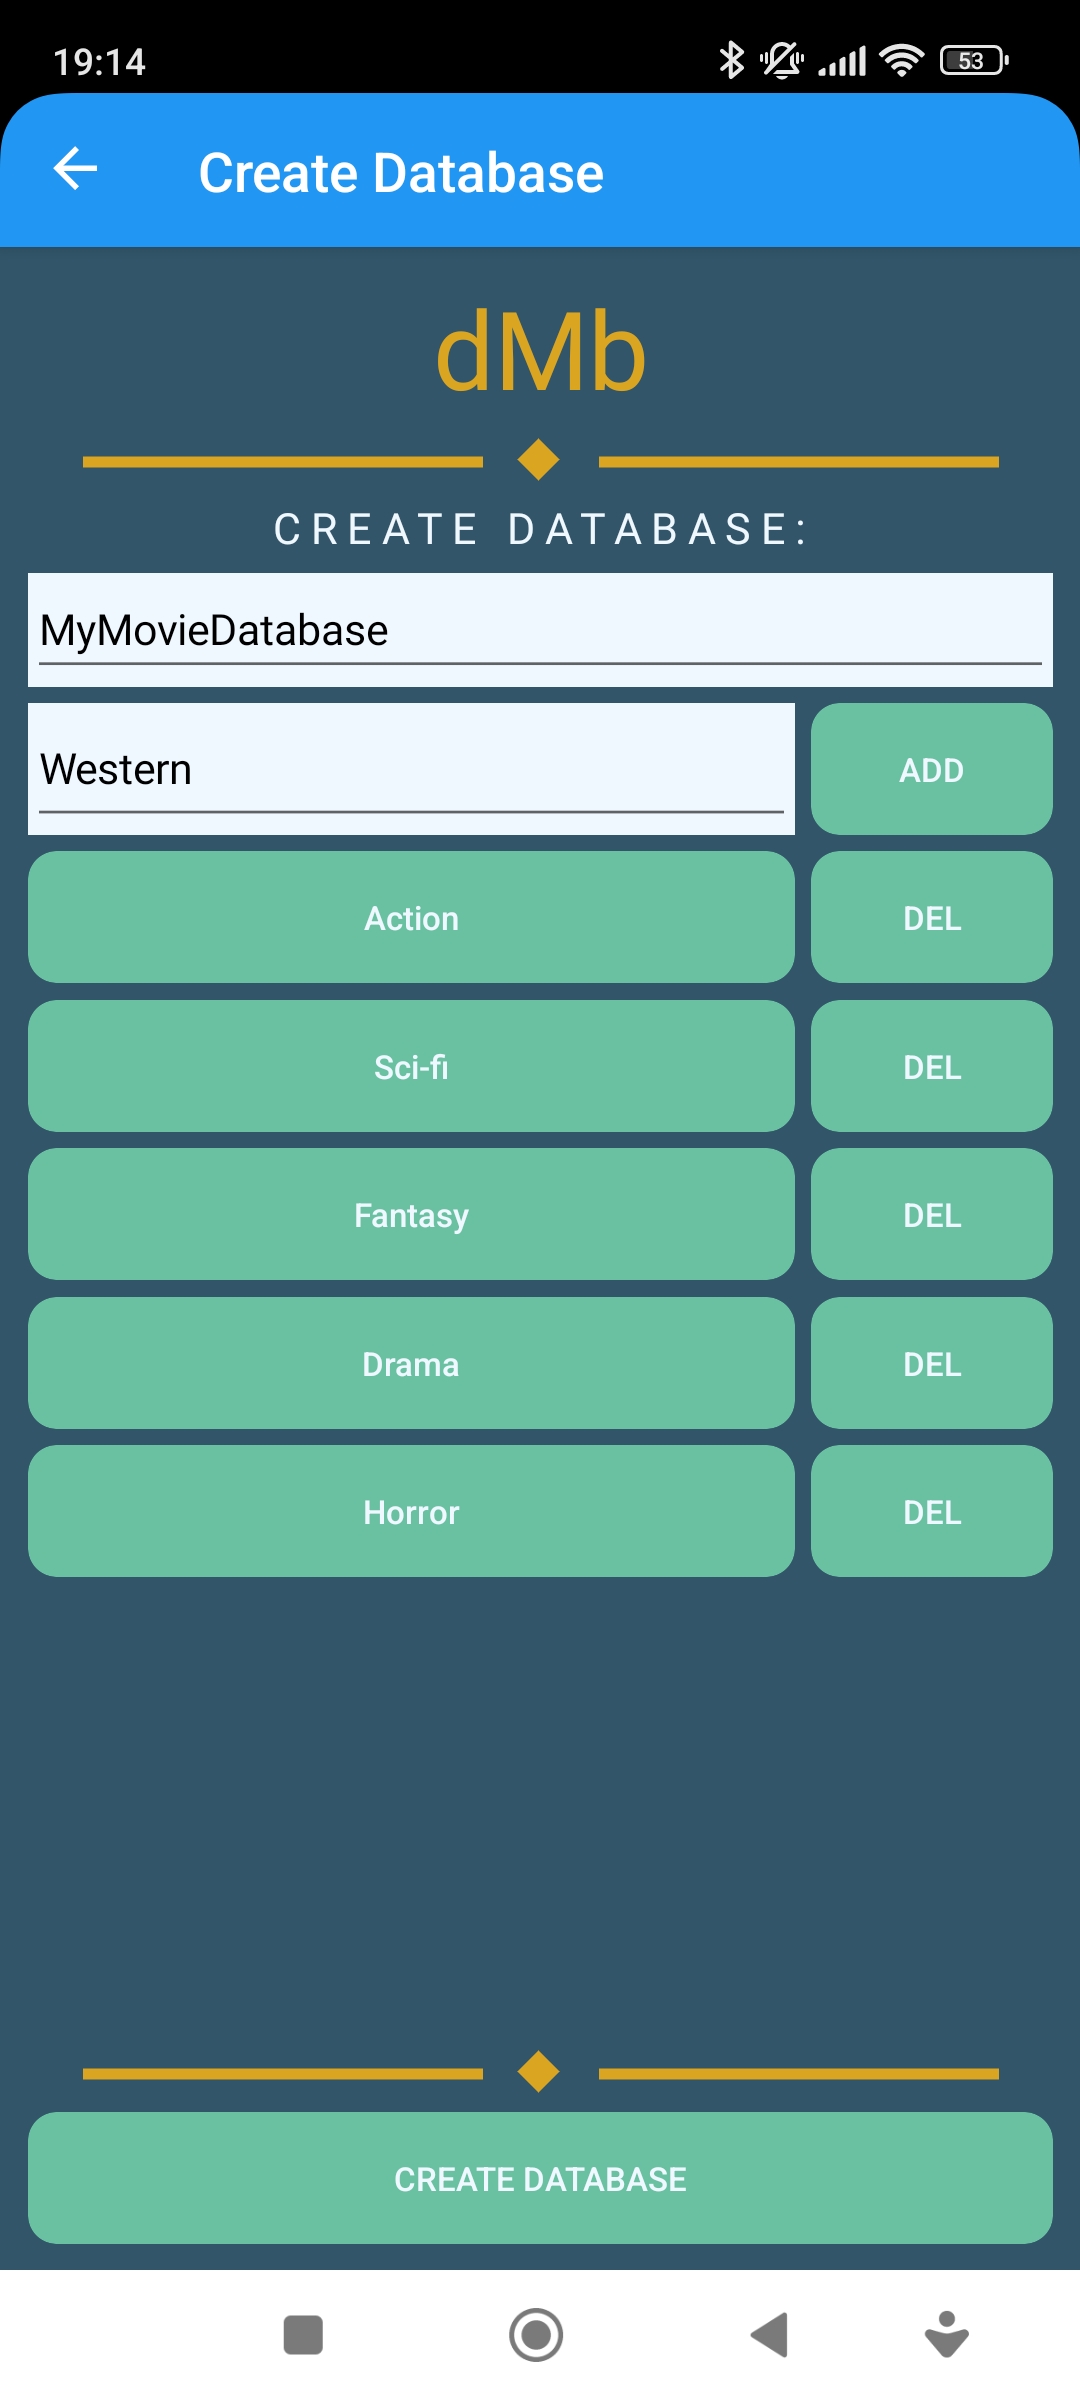 19:14 53
Create Database
dMb
CREATE DATABASE:
MyMovieDatabase
Western ADD
Action DEL
Sci-fi DEL
Fantasy DEL
Drama DEL
Horror DEL
CREATE DATABASE